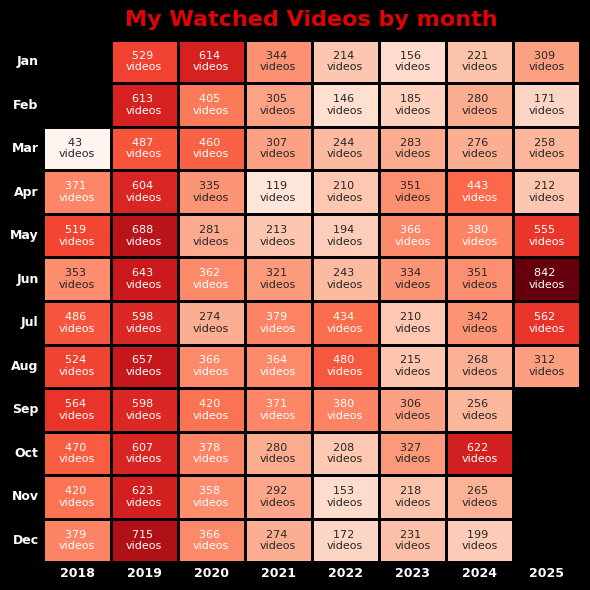 My Watched Videos by month
Jan 529 videos 614 videos 344 videos 214 videos 156 videos 221 videos 309 videos
Feb 613 videos 405 videos 305 videos 146 videos 185 videos 280 videos 171 videos
Mar 43 videos 487 videos 460 videos 307 videos 244 videos 283 videos 276 videos 258 videos
Apr 371 videos 604 videos 335 videos 119 videos 210 videos 351 videos 443 videos 212 videos
May 519 videos 688 videos 281 videos 213 videos 194 videos 366 videos 380 videos 555 videos
Jun 353 videos 643 videos 362 videos 321 videos 243 videos 334 videos 351 videos 842 videos
Jul 486 videos 598 videos 274 videos 379 videos 434 videos 210 videos 342 videos 562 videos
Aug 524 videos 657 videos 366 videos 364 videos 480 videos 215 videos 268 videos 312 videos
Sep 564 videos 598 videos 420 videos 371 videos 380 videos 306 videos 256 videos
Oct 470 videos 607 videos 378 videos 280 videos 208 videos 327 videos 622 videos
Nov 420 videos 623 videos 358 videos 292 videos 153 videos 218 videos 265 videos
Dec 379 videos 715 videos 366 videos 274 videos 172 videos 231 videos 199 videos
2018 2019 2020 2021 2022 2023 2024 2025